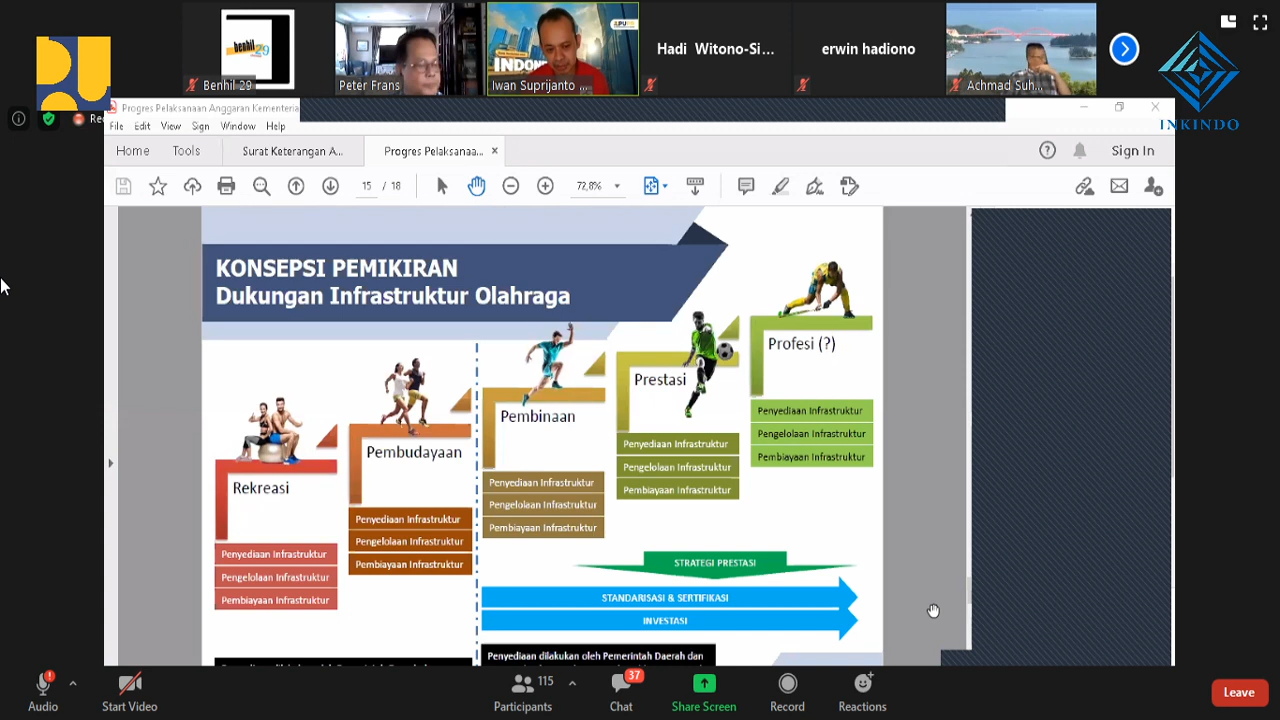 Benhil 29
Peter Frans
Iwan Suprijanto ...
Hadi Witono-Si...
erwin hadiono
Achmad Suh...
INKINDO
Progres Pelaksanaan Anggaran Kementeria
File Edit View Sign Window Help
Home Tools Surat Keterangan A... Progres Pelaksanaa... × Sign In
15 / 18 72,8%
KONSEPSI PEMIKIRAN
Dukungan Infrastruktur Olahraga
Rekreasi
Penyediaan Infrastruktur
Pengelolaan Infrastruktur
Pembiayaan Infrastruktur
Pembudayaan
Penyediaan Infrastruktur
Pengelolaan Infrastruktur
Pembiayaan Infrastruktur
Pembinaan
Penyediaan Infrastruktur
Pengelolaan Infrastruktur
Pembiayaan Infrastruktur
Prestasi
Penyediaan Infrastruktur
Pengelolaan Infrastruktur
Pembiayaan Infrastruktur
Profesi (?)
Penyediaan Infrastruktur
Pengelolaan Infrastruktur
Pembiayaan Infrastruktur
STRATEGI PRESTASI
STANDARISASI & SERTIFIKASI
INVESTASI
Penyediaan dilakukan oleh Pemerintah Daerah dan
Audio Start Video Participants 115 Chat 37 Share Screen Record Reactions Leave